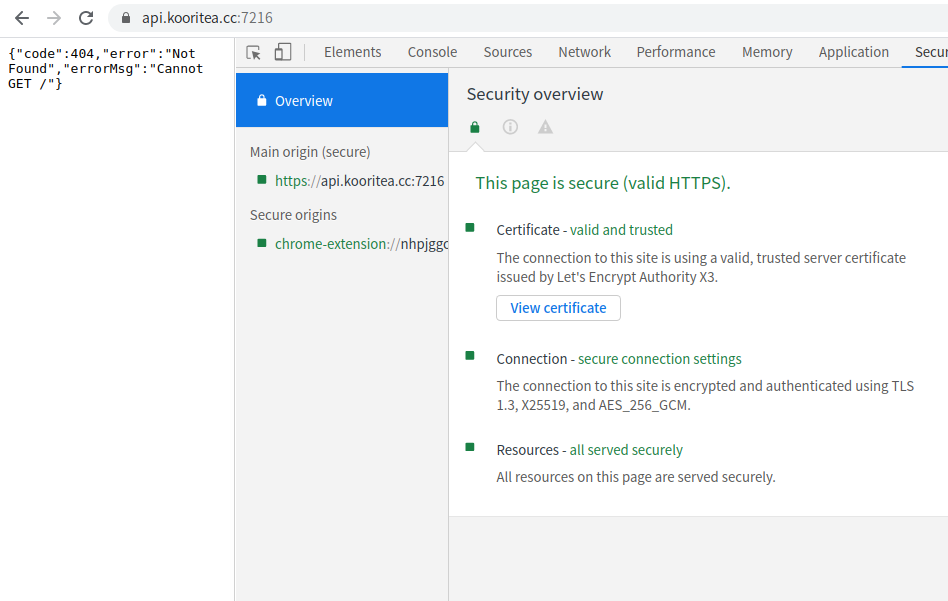 api.kooritea.cc:7216
{"code":404,"error":"Not
Found","errorMsg":"Cannot
GET /"}
Elements Console Sources Network Performance Memory Application Secur
Overview
Main origin (secure)
https://api.kooritea.cc:7216
Secure origins
chrome-extension://nhpjggc
Security overview
This page is secure (valid HTTPS).
Certificate - valid and trusted
The connection to this site is using a valid, trusted server certificate
issued by Let's Encrypt Authority X3.
View certificate
Connection - secure connection settings
The connection to this site is encrypted and authenticated using TLS
1.3, X25519, and AES_256_GCM.
Resources - all served securely
All resources on this page are served securely.